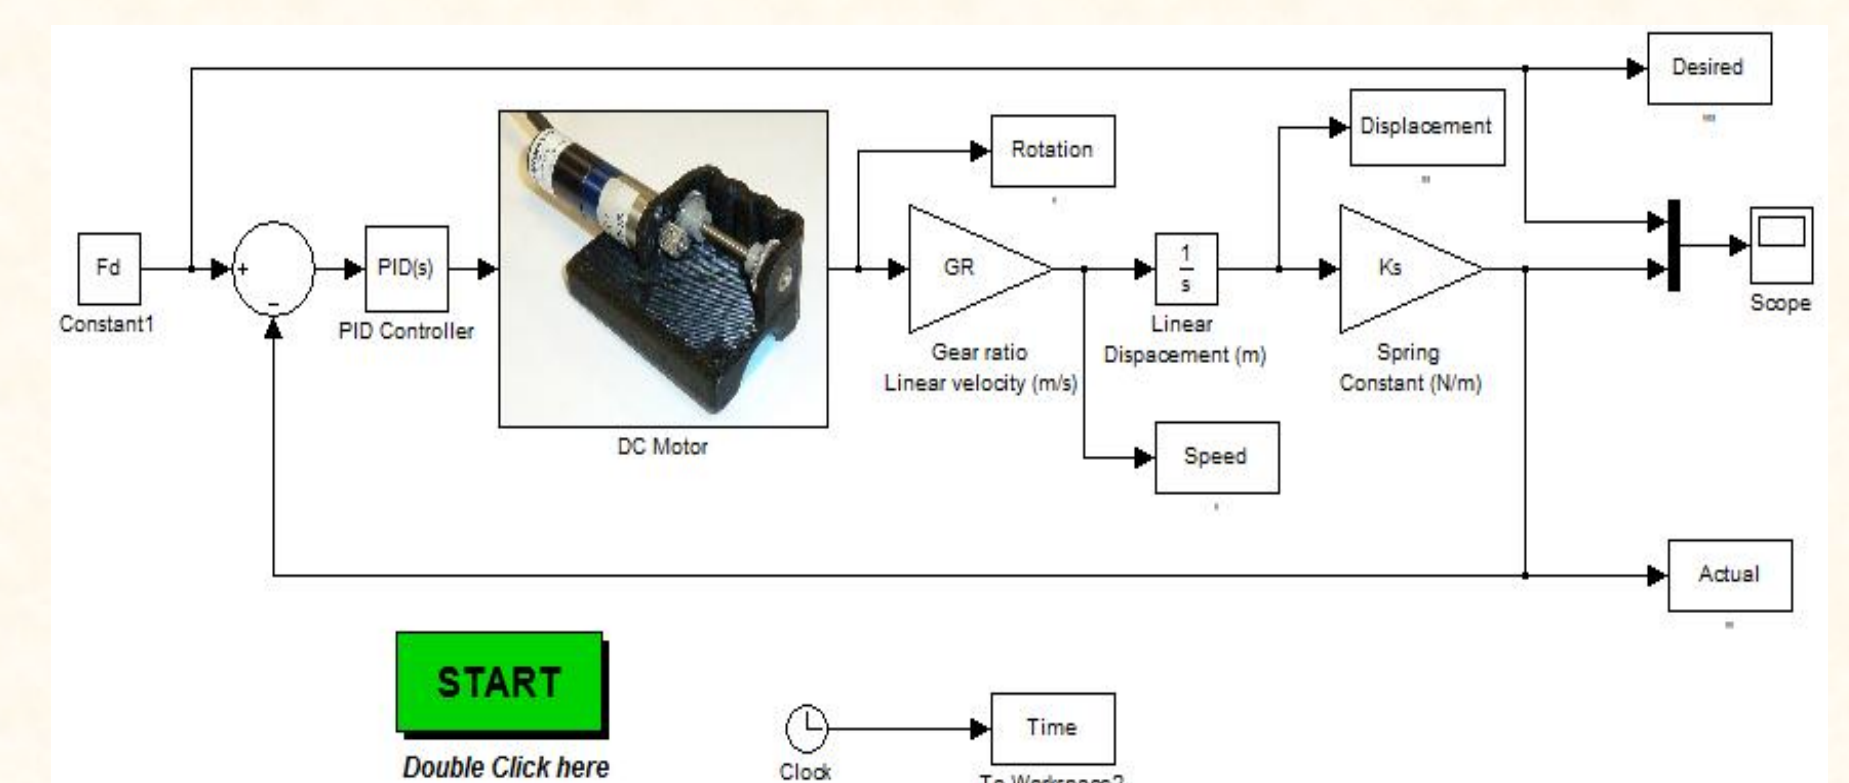 Desired
Displacement
Rotation
Fd
+
−
PID(s)
GR
1
s
Ks
Constant1
PID Controller
Linear
Dispacement (m)
Scope
Gear ratio
Linear velocity (m/s)
Spring
Constant (N/m)
DC Motor
Speed
Actual
START
Time
Double Click here
Clock